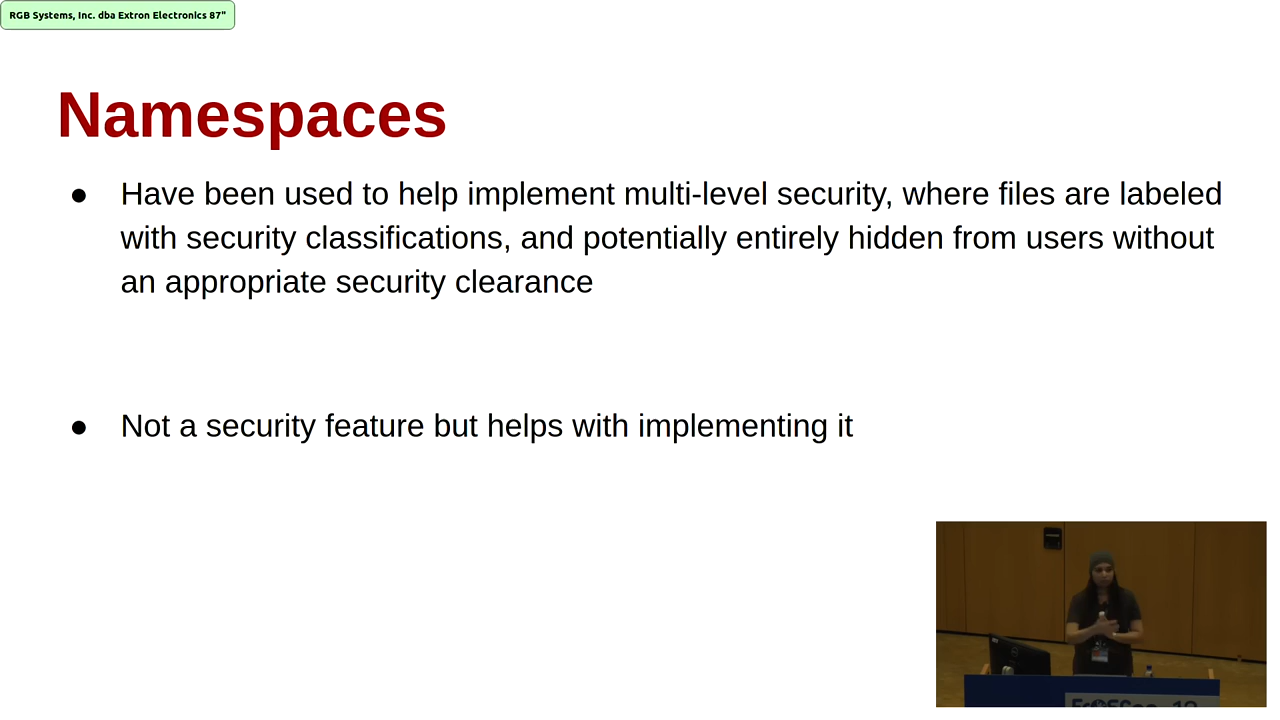 RGB Systems, Inc. dba Extron Electronics 87"
Namespaces
● Have been used to help implement multi-level security, where files are labeled
with security classifications, and potentially entirely hidden from users without
an appropriate security clearance
● Not a security feature but helps with implementing it